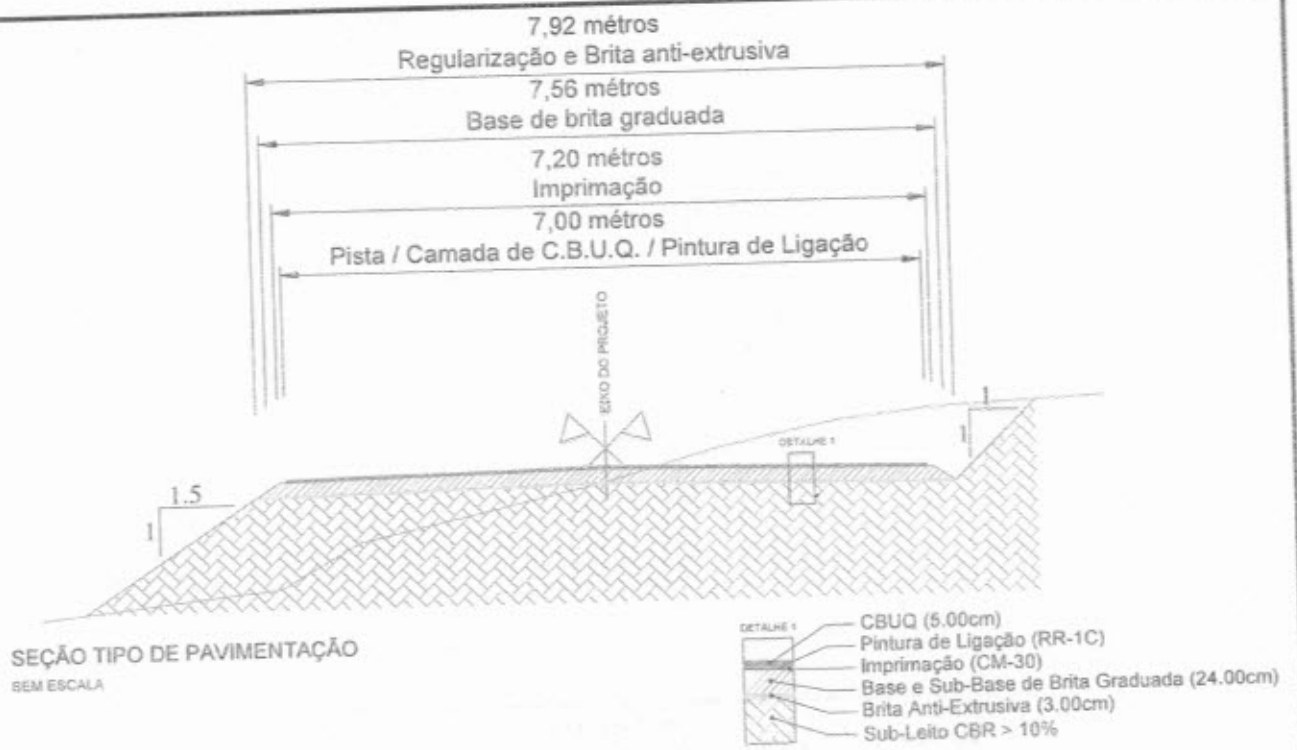 7,92 métros
Regularização e Brita anti-extrusiva
7,56 métros
Base de brita graduada
7,20 métros
Imprimação
7,00 métros
Pista / Camada de C.B.U.Q. / Pintura de Ligação
EIXO DO PROJETO
DETALHE 1
1
1
1.5
1
SEÇÃO TIPO DE PAVIMENTAÇÃO
SEM ESCALA
DETALHE 1
CBUQ (5.00cm)
Pintura de Ligação (RR-1C)
Imprimação (CM-30)
Base e Sub-Base de Brita Graduada (24.00cm)
Brita Anti-Extrusiva (3.00cm)
Sub-Leito CBR > 10%